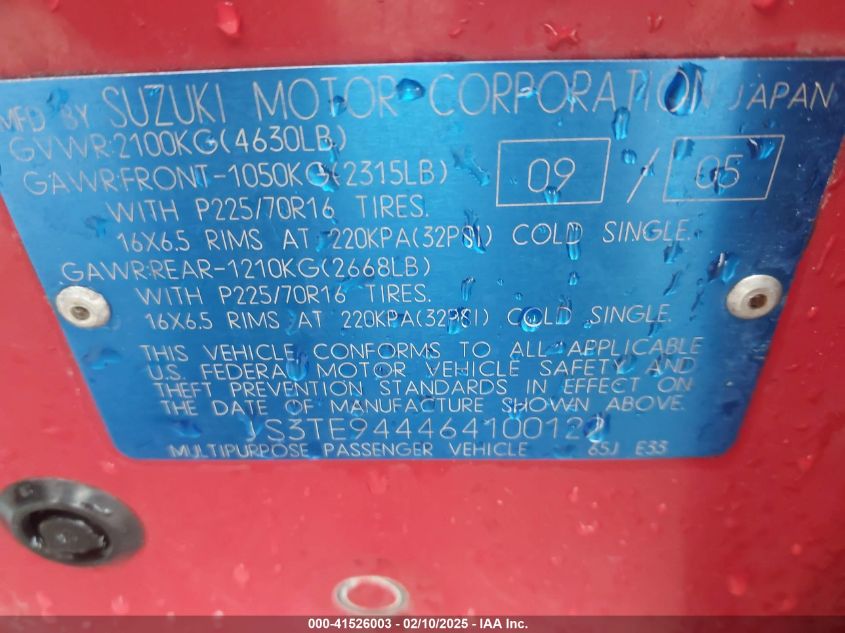 MFD BY SUZUKI MOTOR CORPORATION JAPAN
GVWR:2100KG(4630LB)
GAWR:FRONT-1050KG(2315LB) 09 / 05
WITH P225/70R16 TIRES.
16X6.5 RIMS AT 220KPA(32PSI) COLD SINGLE.
GAWR:REAR-1210KG(2668LB)
WITH P225/70R16 TIRES.
16X6.5 RIMS AT 220KPA(32PSI) COLD SINGLE.
THIS VEHICLE CONFORMS TO ALL APPLICABLE
U.S. FEDERAL MOTOR VEHICLE SAFETY AND
THEFT PREVENTION STANDARDS IN EFFECT ON
THE DATE OF MANUFACTURE SHOWN ABOVE.
JS3TE944464100122
MULTIPURPOSE PASSENGER VEHICLE 65J E33
000-41526003 - 02/10/2025 - IAA Inc.